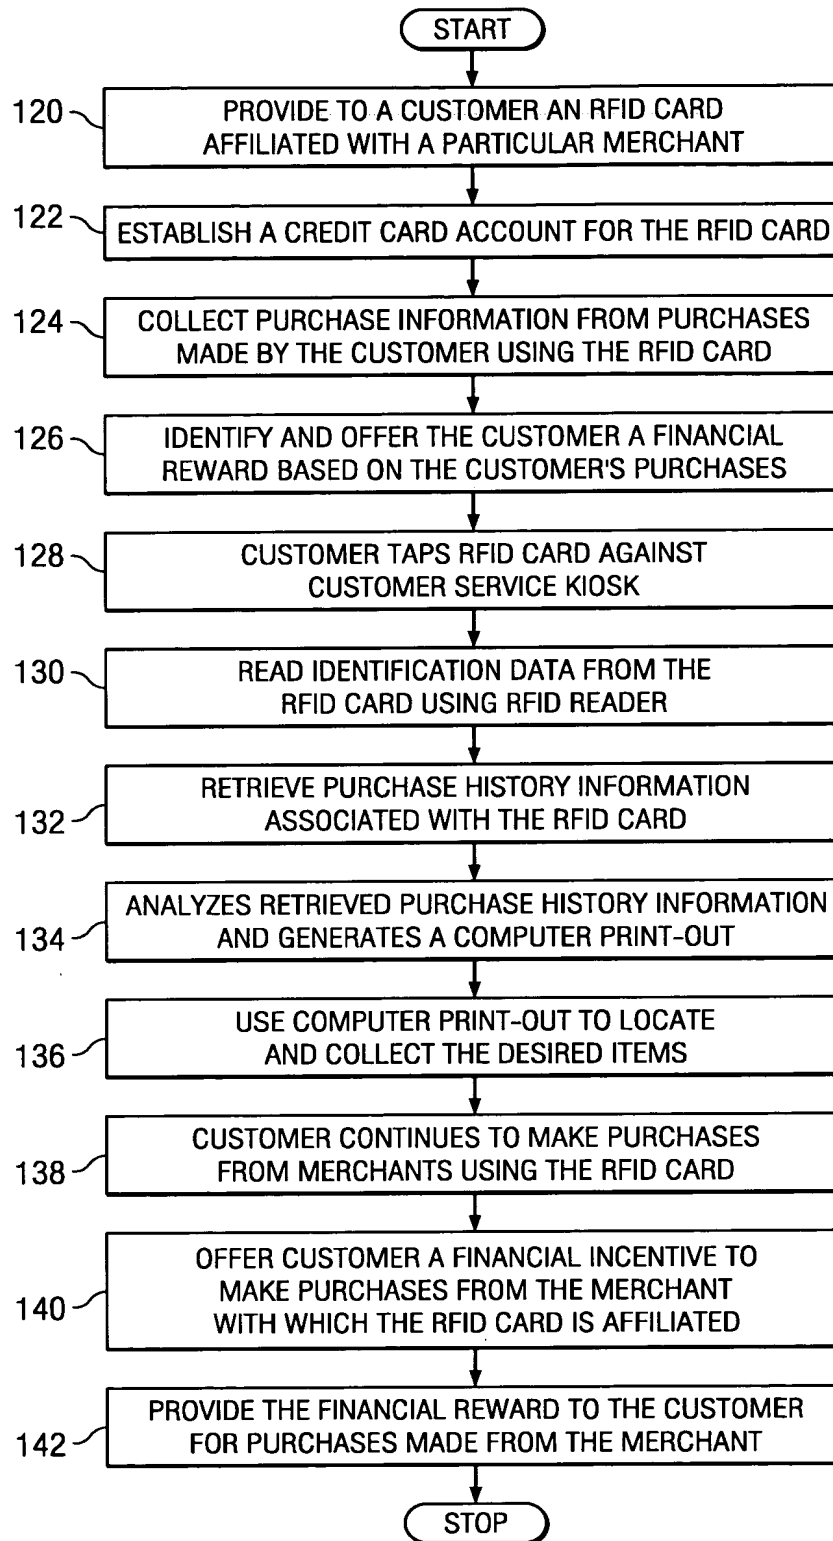 START
120
PROVIDE TO A CUSTOMER AN RFID CARD
AFFILIATED WITH A PARTICULAR MERCHANT
122
ESTABLISH A CREDIT CARD ACCOUNT FOR THE RFID CARD
124
COLLECT PURCHASE INFORMATION FROM PURCHASES
MADE BY THE CUSTOMER USING THE RFID CARD
126
IDENTIFY AND OFFER THE CUSTOMER A FINANCIAL
REWARD BASED ON THE CUSTOMER'S PURCHASES
128
CUSTOMER TAPS RFID CARD AGAINST
CUSTOMER SERVICE KIOSK
130
READ IDENTIFICATION DATA FROM THE
RFID CARD USING RFID READER
132
RETRIEVE PURCHASE HISTORY INFORMATION
ASSOCIATED WITH THE RFID CARD
134
ANALYZES RETRIEVED PURCHASE HISTORY INFORMATION
AND GENERATES A COMPUTER PRINT-OUT
136
USE COMPUTER PRINT-OUT TO LOCATE
AND COLLECT THE DESIRED ITEMS
138
CUSTOMER CONTINUES TO MAKE PURCHASES
FROM MERCHANTS USING THE RFID CARD
140
OFFER CUSTOMER A FINANCIAL INCENTIVE TO
MAKE PURCHASES FROM THE MERCHANT
WITH WHICH THE RFID CARD IS AFFILIATED
142
PROVIDE THE FINANCIAL REWARD TO THE CUSTOMER
FOR PURCHASES MADE FROM THE MERCHANT
STOP